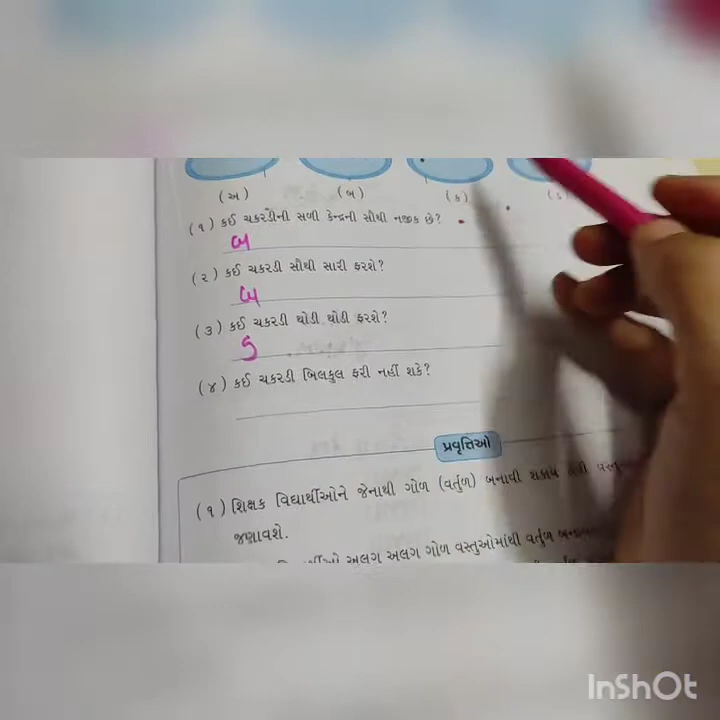 (અ) (બ) (ક) (ડ)
(૧) કઈ ચકરડીની સળી કેન્દ્રની સૌથી નજીક છે?
બ
(૨) કઈ ચકરડી સૌથી સારી ફરશે?
બ
(૩) કઈ ચકરડી થોડી થોડી ફરશે?
ડ
(૪) કઈ ચકરડી બિલકુલ ફરી નહીં શકે?
પ્રવૃત્તિઓ
(૧) શિક્ષક વિદ્યાર્થીઓને જેનાથી ગોળ (વર્તુળ) બનાવી શકાય
જણાવશે.
અલગ અલગ ગોળ વસ્તુઓમાંથી વર્તુળ
InShOt